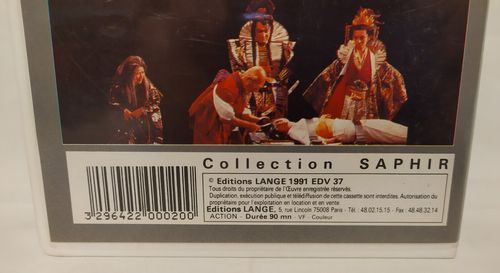 Collection SAPHIR
© Editions LANGE 1991 EDV 37
Tous droits du propriétaire de l'Œuvre enregistrée réservés.
Duplication, exécution publique et télédiffusion de cette cassette sont interdites. Autorisation du
propriétaire pour l'exploitation en location et en vente.
Editions LANGE, 5, rue Lincoln 75008 Paris - Tél : 48.02.15.15 - Fax : 48.48.32.14
ACTION - Durée 90 mn - VF - Couleur
3 296422 000200